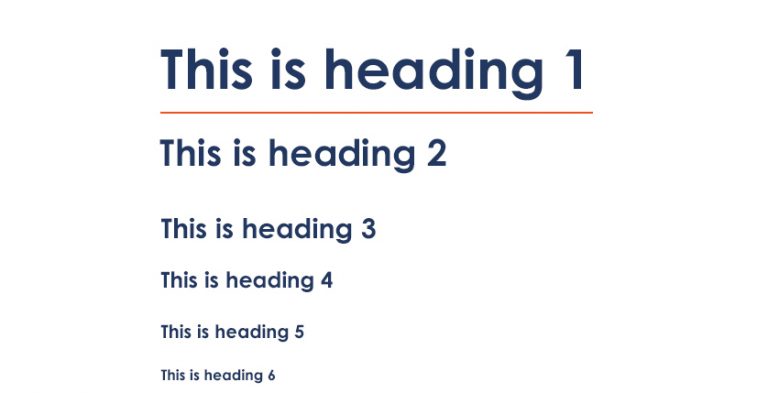 This is heading 1
This is heading 2
This is heading 3
This is heading 4
This is heading 5
This is heading 6